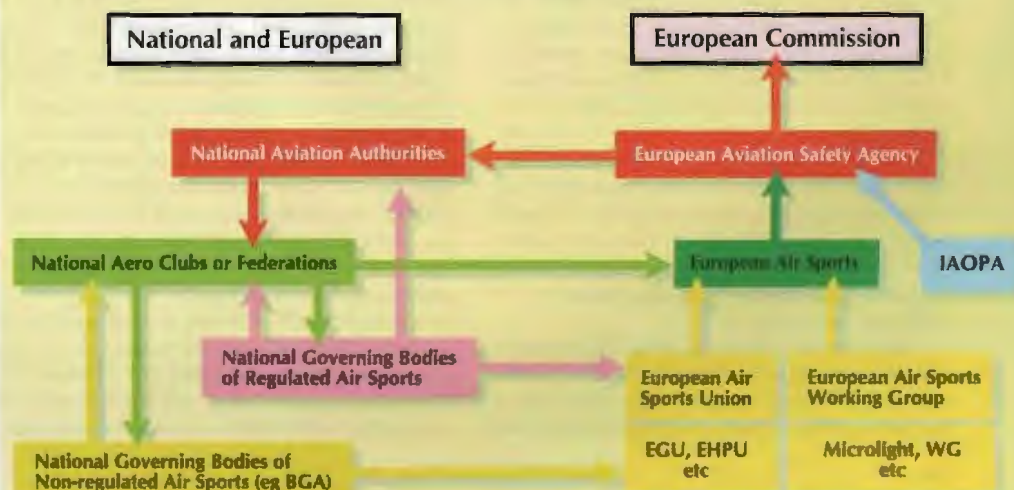 National and European
European Commission
National Aviation Authorities
European Aviation Safety Agency
National Aero Clubs or Federations
European Air Sports
IAOPA
National Governing Bodies
of Regulated Air Sports
European Air
Sports Union
European Air Sports
Working Group
EGU, EHPU
etc
Microlight, WG
etc
National Governing Bodies of
Non-regulated Air Sports (eg BGA)